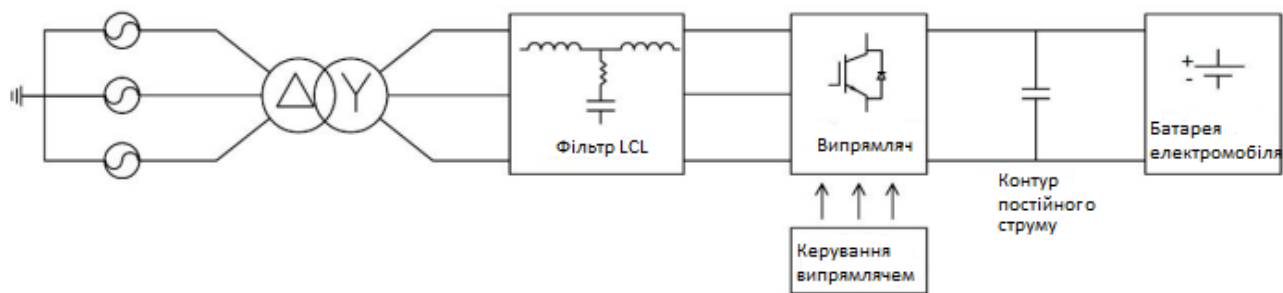 Фільтр LCL
Випрямляч
+
-
Батарея
електромобіля
Контур
постійного
струму
Керування
випрямлячем